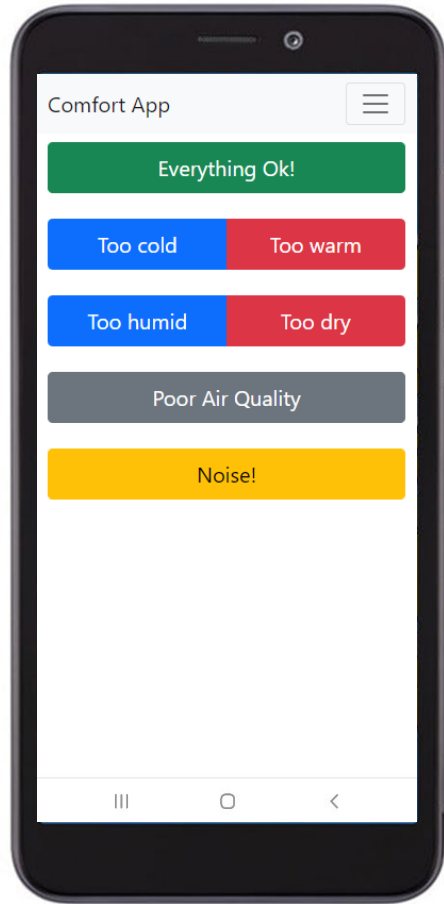 Comfort App
Everything Ok!
Too cold Too warm
Too humid Too dry
Poor Air Quality
Noise!